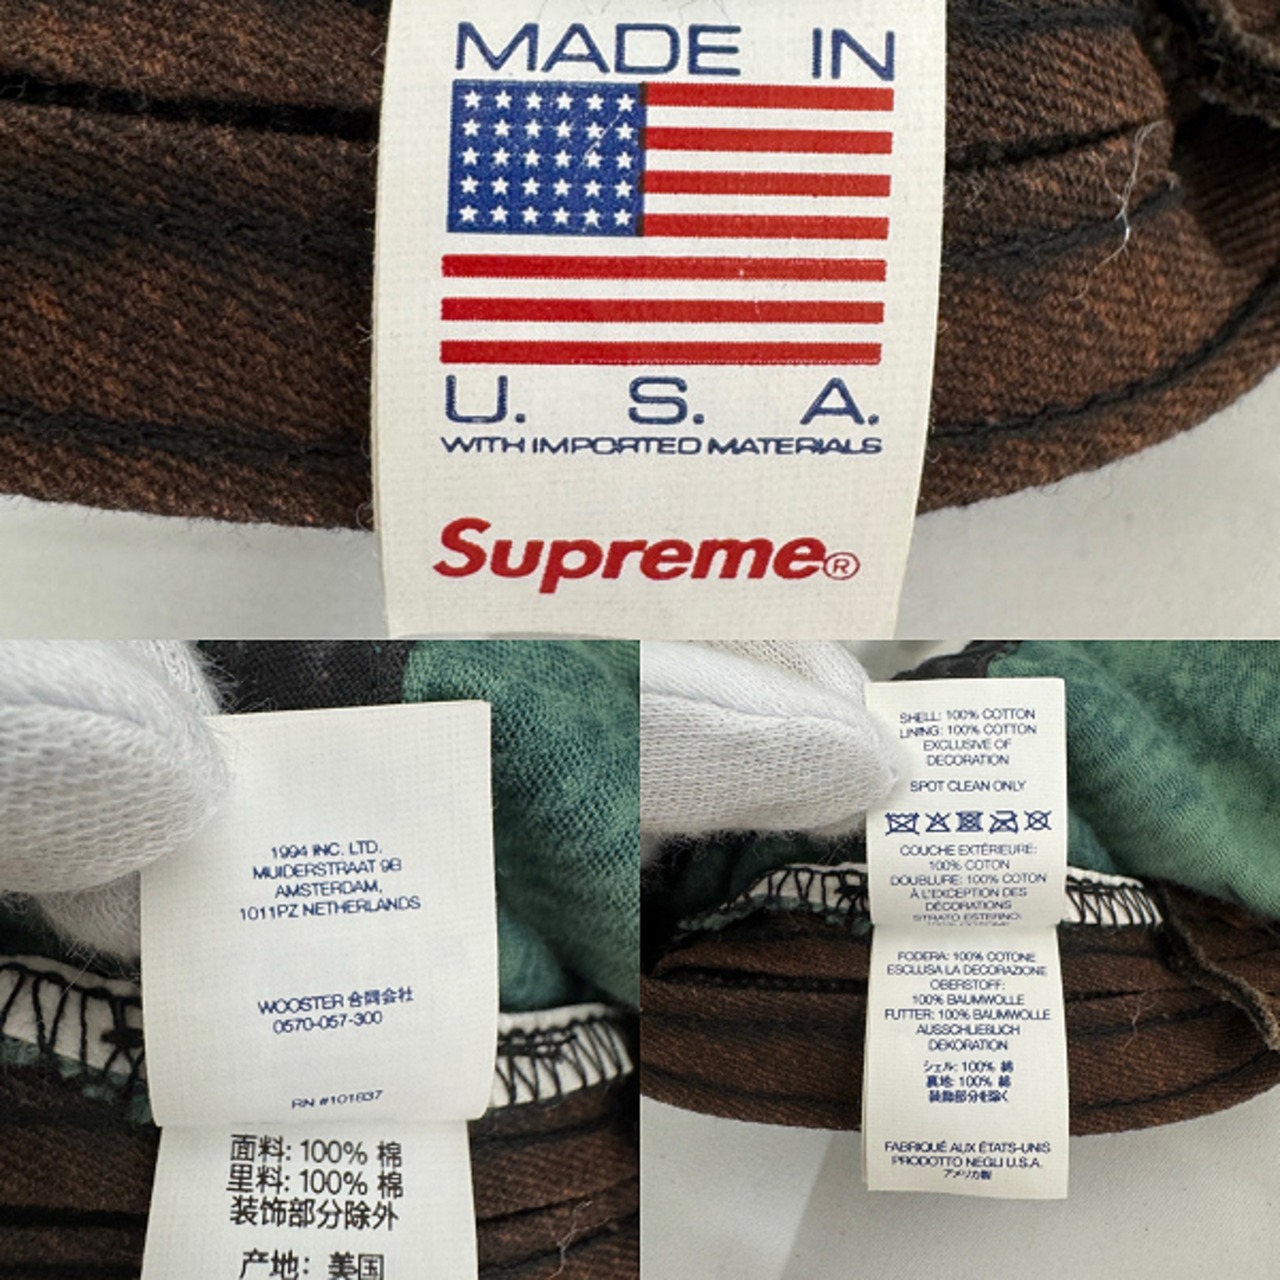 MADE IN
U. S. A.
WITH IMPORTED MATERIALS
Supreme®
1994 INC. LTD.
MUIDERSTRAAT 9B
AMSTERDAM,
1011PZ NETHERLANDS
WOOSTER 合同会社
0570-057-300
RN #101837
面料: 100% 棉
里料: 100% 棉
装饰部分除外
产地: 美国
SHELL: 100% COTTON
LINING: 100% COTTON
EXCLUSIVE OF
DECORATION
SPOT CLEAN ONLY
COUCHE EXTÉRIEURE:
100% COTON
DOUBLURE: 100% COTON
À L'EXCEPTION DES
DÉCORATIONS
STRATO ESTERNO:
FODERA: 100% COTONE
ESCLUSA LA DECORAZIONE
OBERSTOFF:
100% BAUMWOLLE
FUTTER: 100% BAUMWOLLE
AUSSCHLIEßLICH
DEKORATION
シェル: 100% 綿
裏地: 100% 綿
装飾部分を除く
FABRIQUÉ AUX ÉTATS-UNIS
PRODOTTO NEGLI U.S.A.
アメリカ製